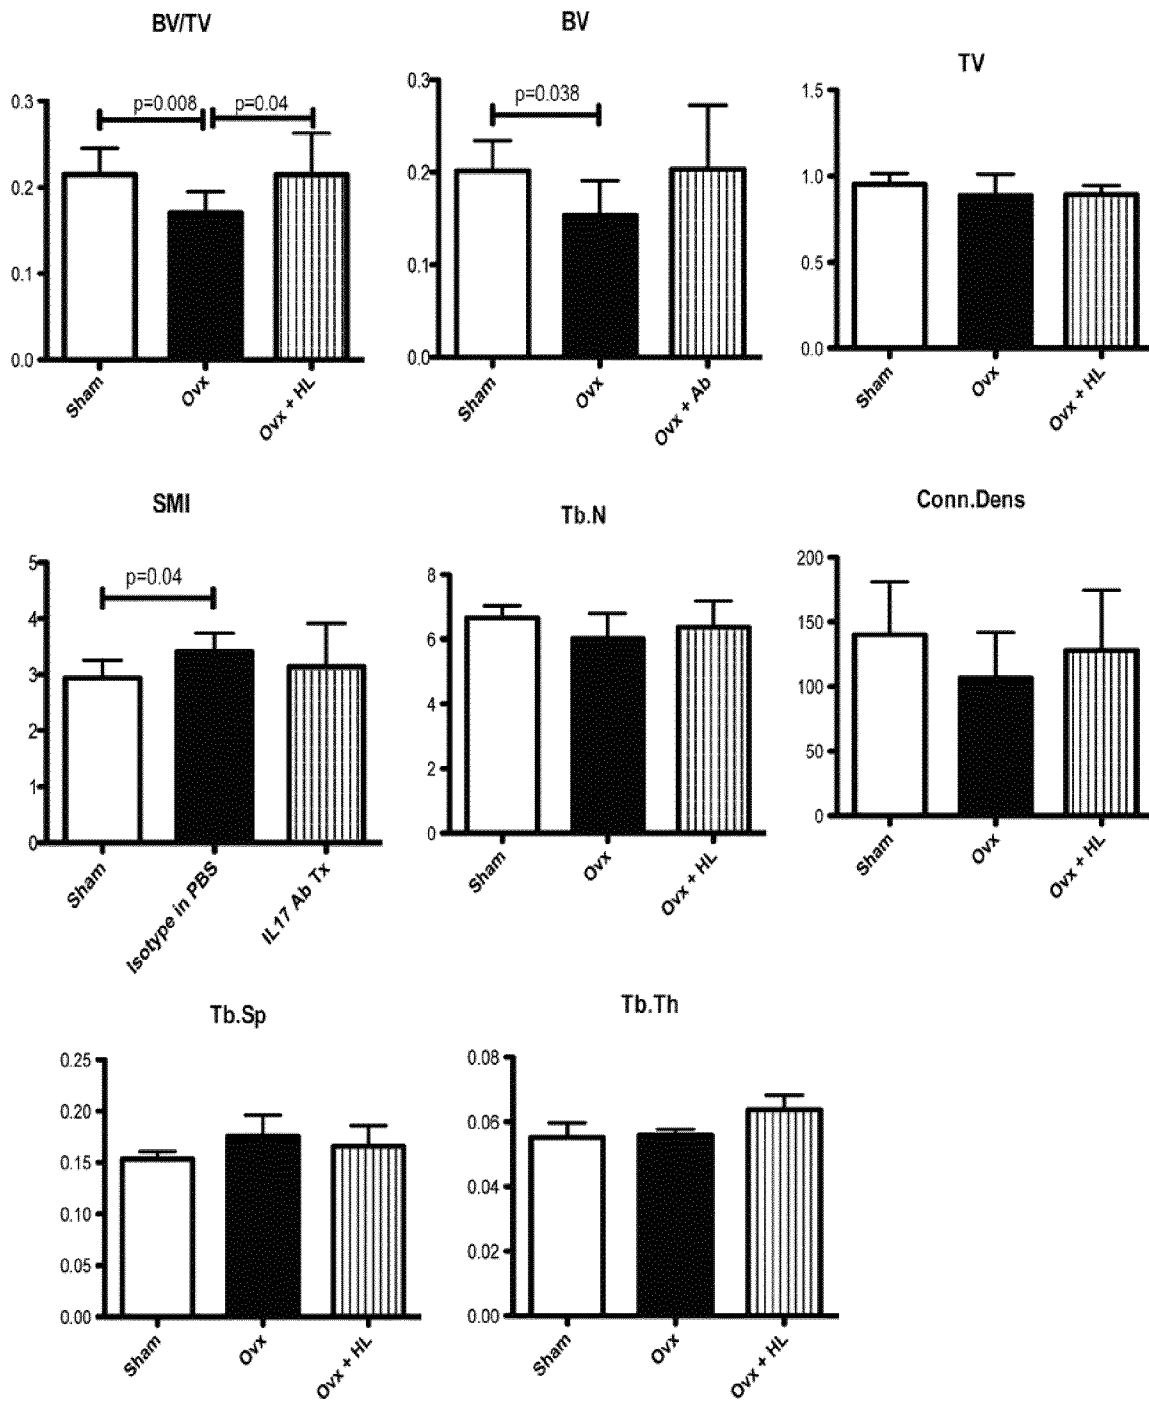 BV/TV
0.3
0.2
0.1
0.0
p=0.008
p=0.04
Sham
Ovx
Ovx + HL
BV
0.3
0.2
0.1
0.0
p=0.038
Sham
Ovx
Ovx + Ab
TV
1.5
1.0
0.5
0.0
Sham
Ovx
Ovx + HL
SMI
5
4
3
2
1
0
p=0.04
Sham
Isotype in PBS
IL17 Ab Tx
Tb.N
8
6
4
2
0
Sham
Ovx
Ovx + HL
Conn.Dens
200
150
100
50
0
Sham
Ovx
Ovx + HL
Tb.Sp
0.25
0.20
0.15
0.10
0.05
0.00
Sham
Ovx
Ovx + HL
Tb.Th
0.08
0.06
0.04
0.02
0.00
Sham
Ovx
Ovx + HL